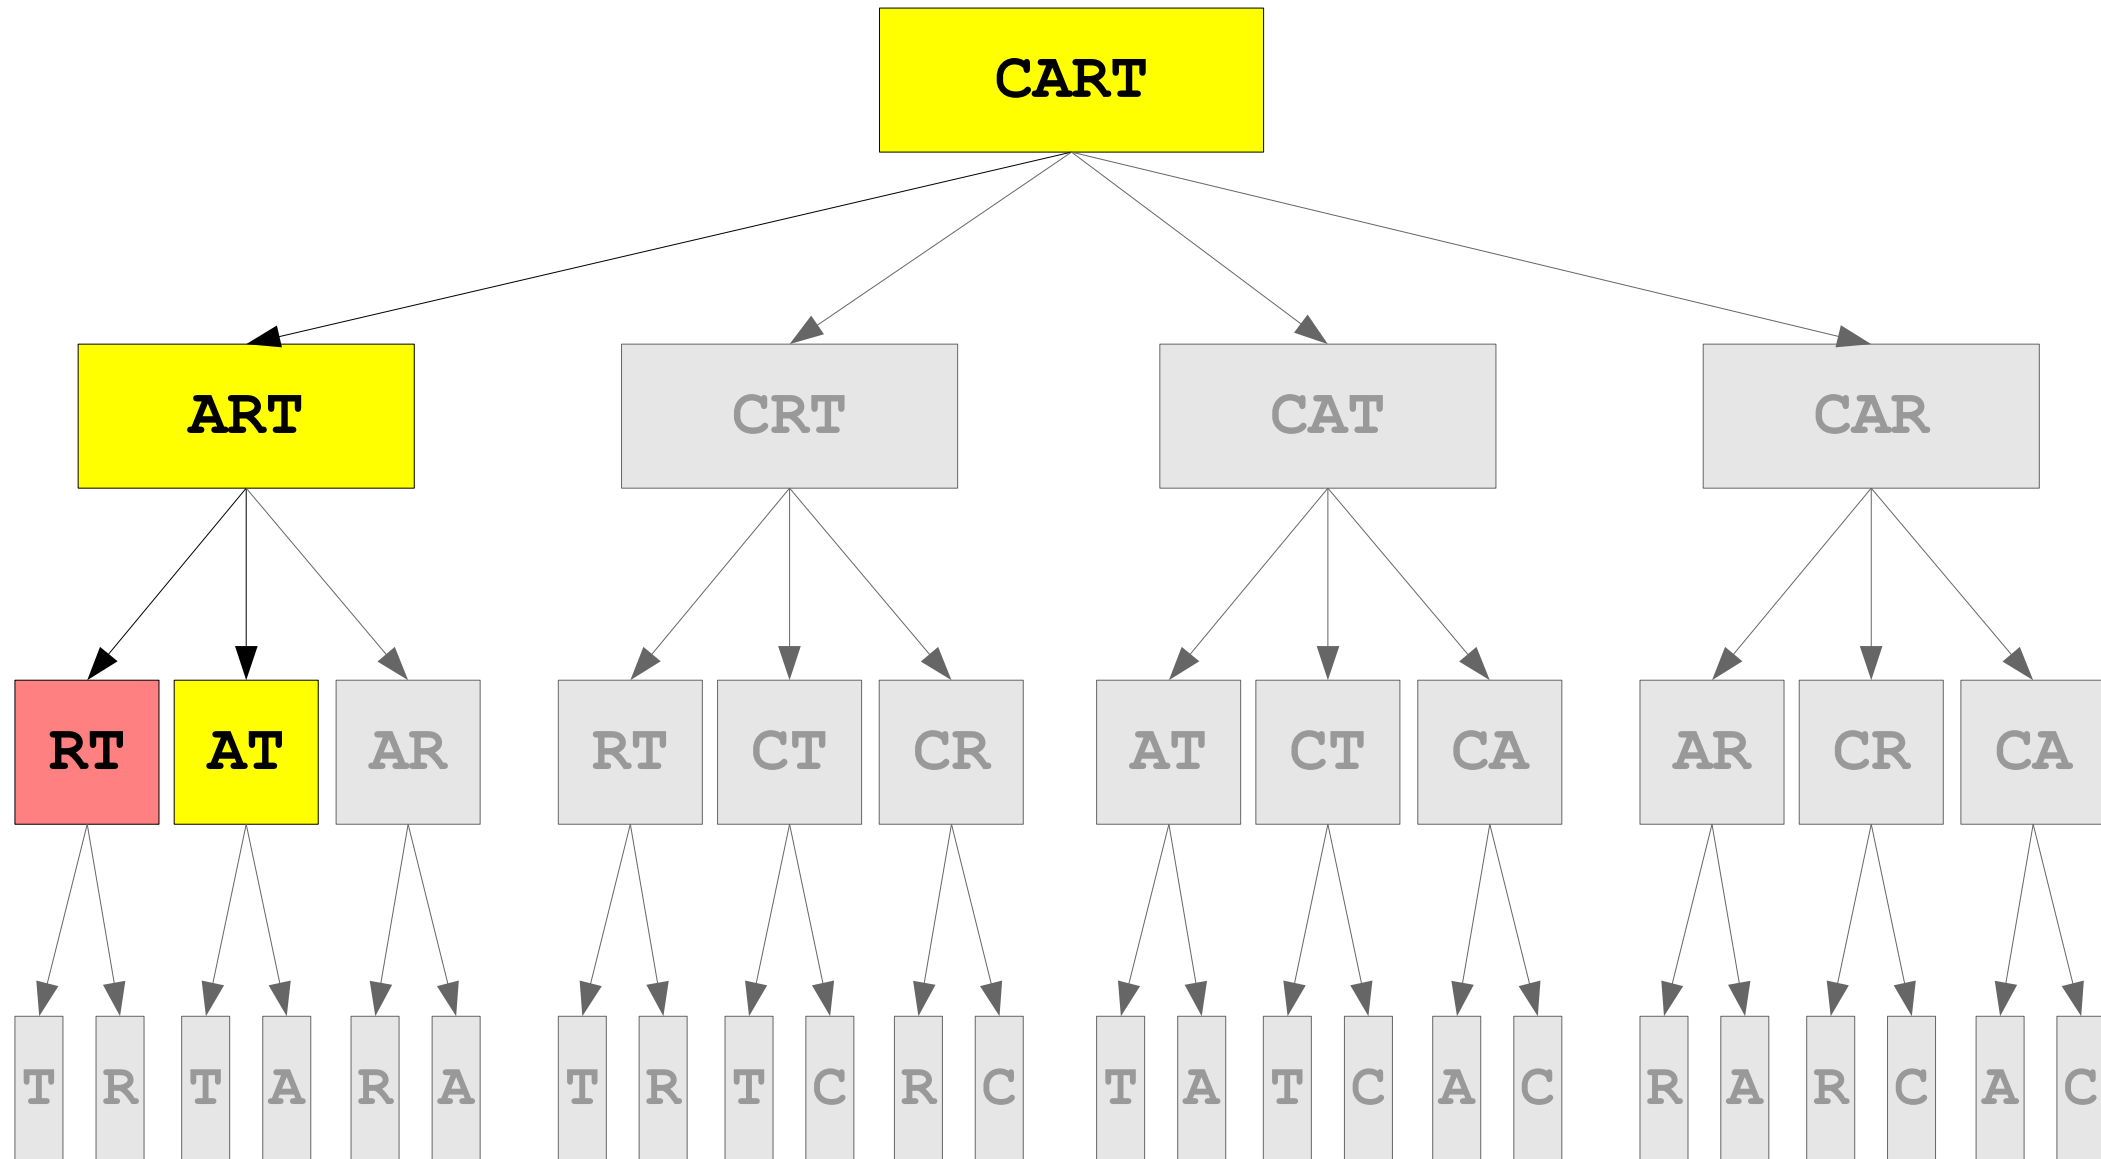 CART
ART CRT CAT CAR
RT AT AR RT CT CR AT CT CA AR CR CA
T R T A R A T R T C R C T A T C A C R A R C A C